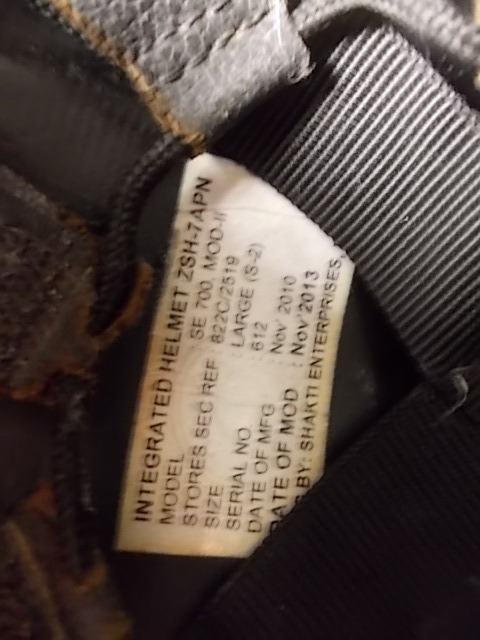 INTEGRATED HELMET ZSH-7APN
MODEL : SE 700, MOD-II
STORES SEC REF : 822C/2519
SIZE : LARGE (S-2)
SERIAL NO. : 612
DATE OF MFG : Nov' 2010
DATE OF MOD : Nov'2013
BY: SHAKTI ENTERPRISES,